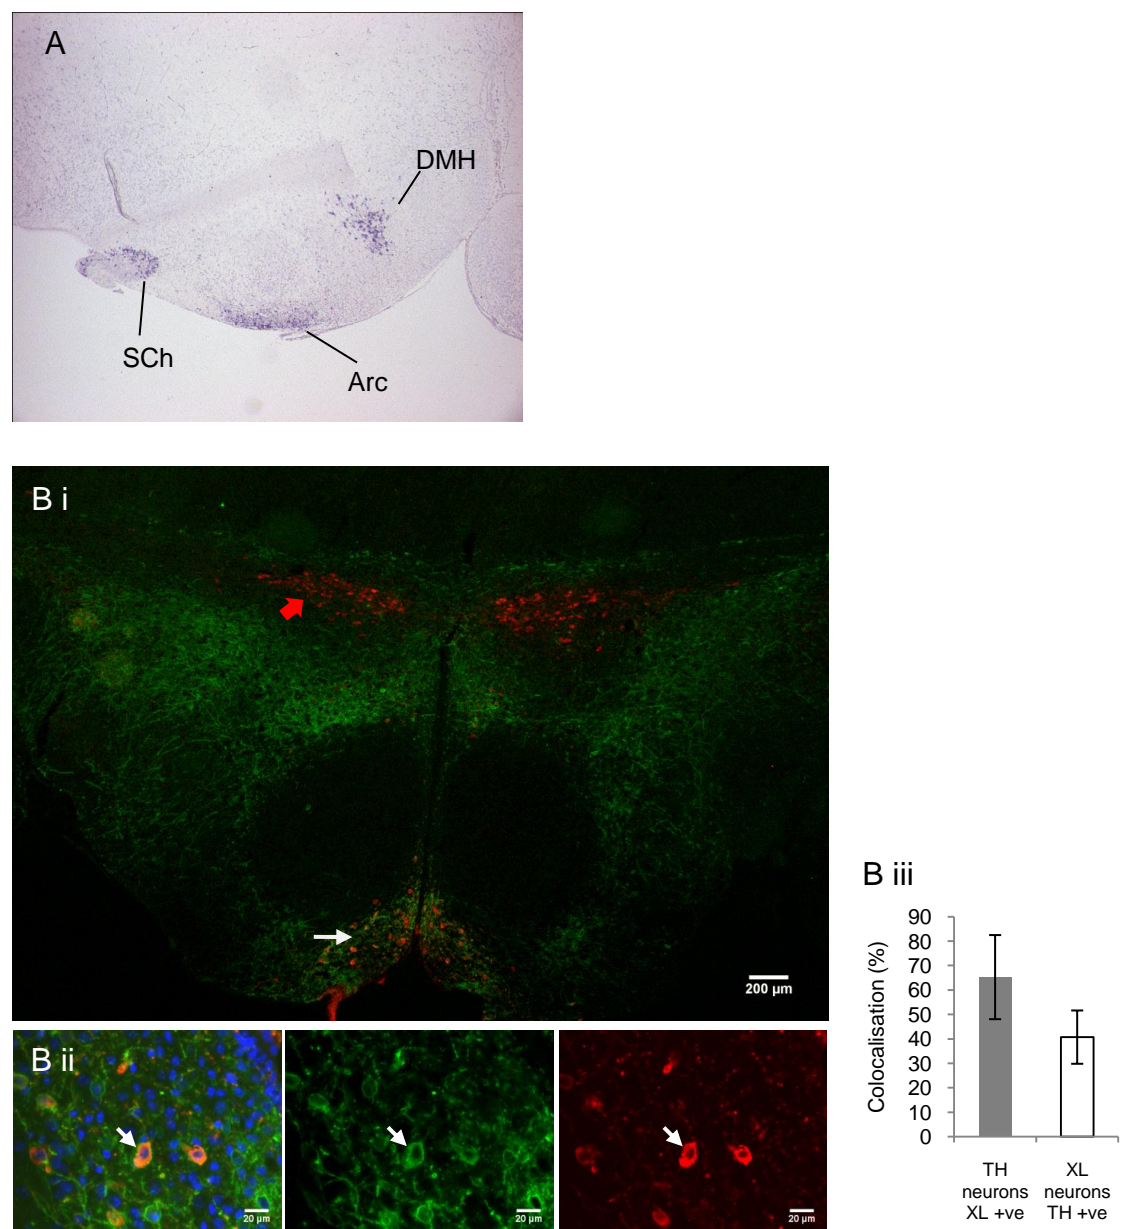 A
DMH
SCh
Arc
B i
200 µm
B ii
20 µm
20 µm
20 µm
B iii
Colocalisation (%)
90
80
70
60
50
40
30
20
10
0
TH
neurons
XL +ve
XL
neurons
TH +ve